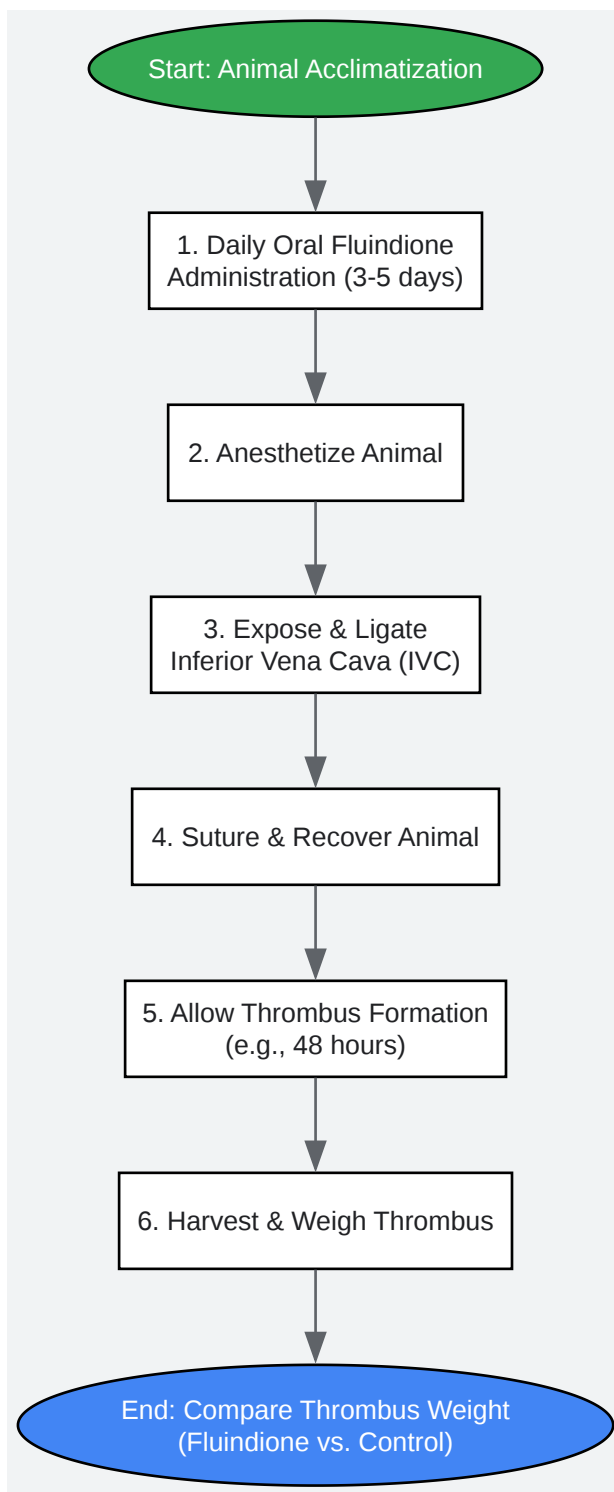 Start: Animal Acclimatization
1. Daily Oral Fluindione
Administration (3-5 days)
2. Anesthetize Animal
3. Expose & Ligate
Inferior Vena Cava (IVC)
4. Suture & Recover Animal
5. Allow Thrombus Formation
(e.g., 48 hours)
6. Harvest & Weigh Thrombus
End: Compare Thrombus Weight
(Fluindione vs. Control)